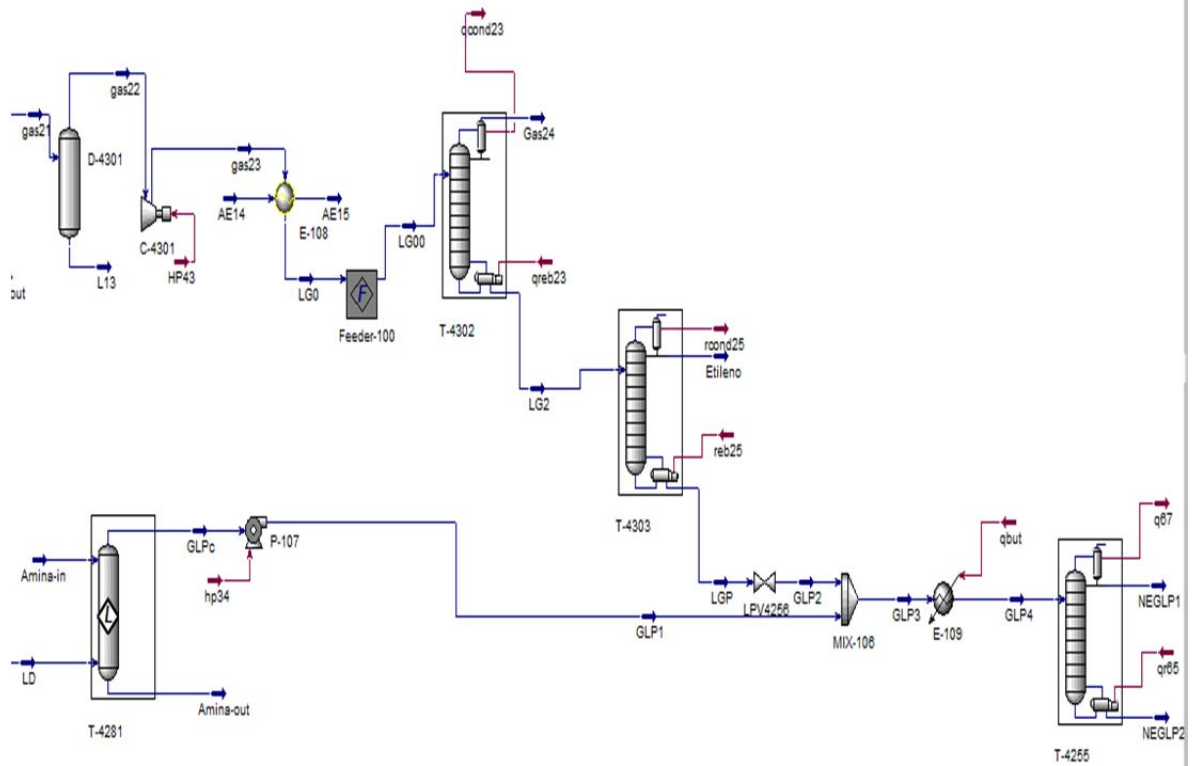 qcond23
gas22
gas21
D-4301
gas23
Gas24
AE14
AE15
C-4301
E-108
LG00
HP43
L13
out
LG0
qreb23
F
Feeder-100
T-4302
rcond25
Etileno
LG2
reb25
T-4303
GLPc
P-107
q67
qbut
Amina-in
hp34
LGP
GLP2
NEGLP1
LPV4256
GLP3
GLP4
L
GLP1
MIX-106
E-109
qr65
LD
Amina-out
NEGLP2
T-4281
T-4255